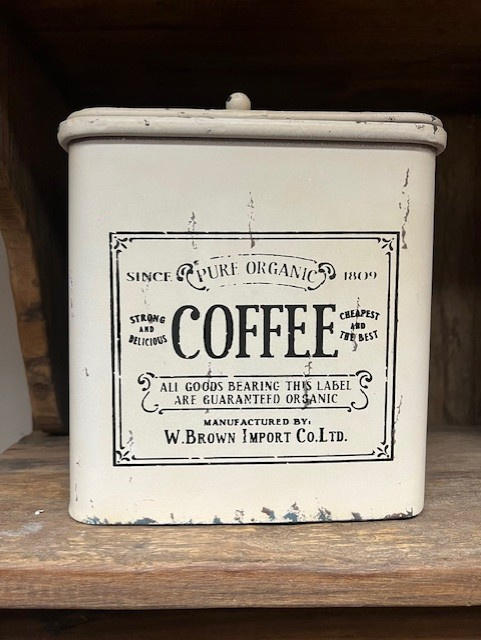 PURE ORGANIC
SINCE 1809
STRONG AND DELICIOUS
COFFEE
CHEAPEST AND THE BEST
ALL GOODS BEARING THIS LABEL
ARE GUARANTEED ORGANIC
MANUFACTURED BY:
W. BROWN IMPORT CO. LTD.